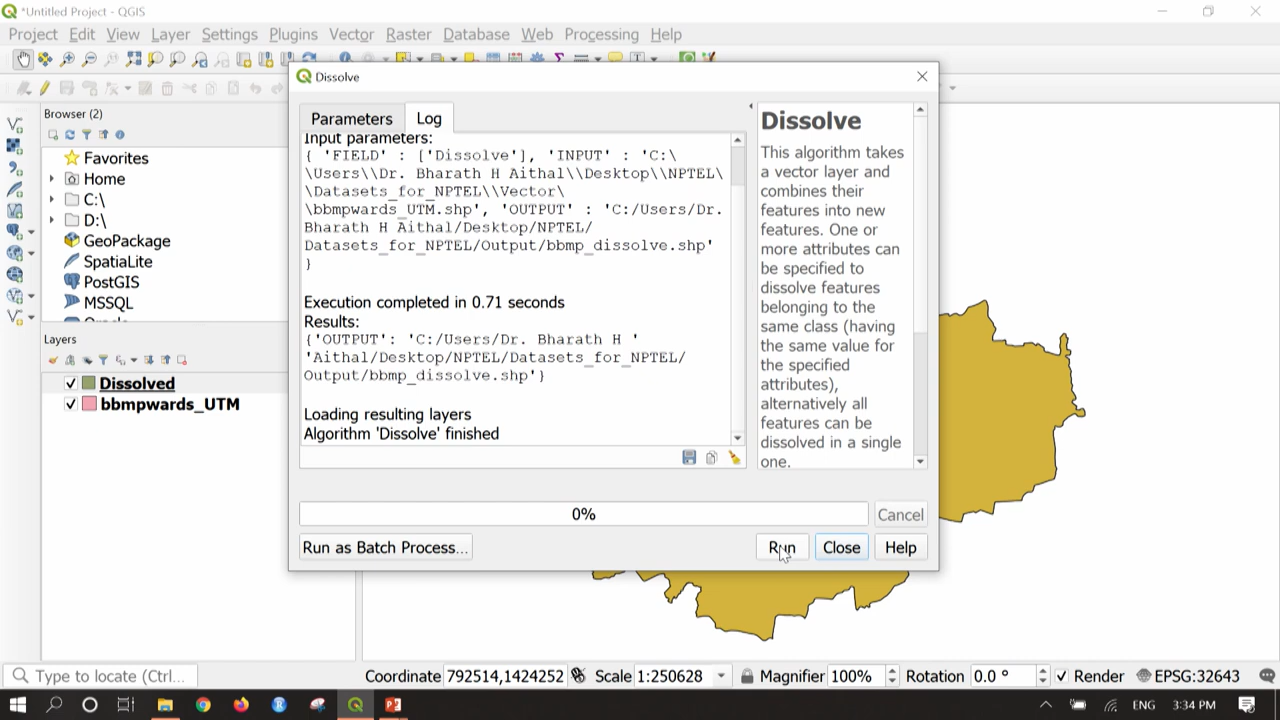 *Untitled Project - QGIS
Project Edit View Layer Settings Plugins Vector Raster Database Web Processing Help
Dissolve
Browser (2)
Favorites
Home
C:\
D:\
GeoPackage
SpatiaLite
PostGIS
MSSQL
Layers
Dissolved
bbmpwards_UTM
Parameters Log
Input parameters:
{ 'FIELD' : ['Dissolve'], 'INPUT' : 'C:\
\Users\\Dr. Bharath H Aithal\\Desktop\\NPTEL\
\Datasets_for_NPTEL\\Vector\
\bbmpwards_UTM.shp', 'OUTPUT' : 'C:/Users/Dr.
Bharath H Aithal/Desktop/NPTEL/
Datasets_for_NPTEL/Output/bbmp_dissolve.shp'
}
Execution completed in 0.71 seconds
Results:
{'OUTPUT': 'C:/Users/Dr. Bharath H '
'Aithal/Desktop/NPTEL/Datasets_for_NPTEL/
Output/bbmp_dissolve.shp'}
Loading resulting layers
Algorithm 'Dissolve' finished
Dissolve
This algorithm takes
a vector layer and
combines their
features into new
features. One or
more attributes can
be specified to
dissolve features
belonging to the
same class (having
the same value for
the specified
attributes),
alternatively all
features can be
dissolved in a single
one.
0%
Cancel
Run as Batch Process...
Run
Close
Help
Type to locate (Ctrl...
Coordinate 792514,1424252 Scale 1:250628 Magnifier 100% Rotation 0.0 ° Render EPSG:32643
ENG 3:34 PM